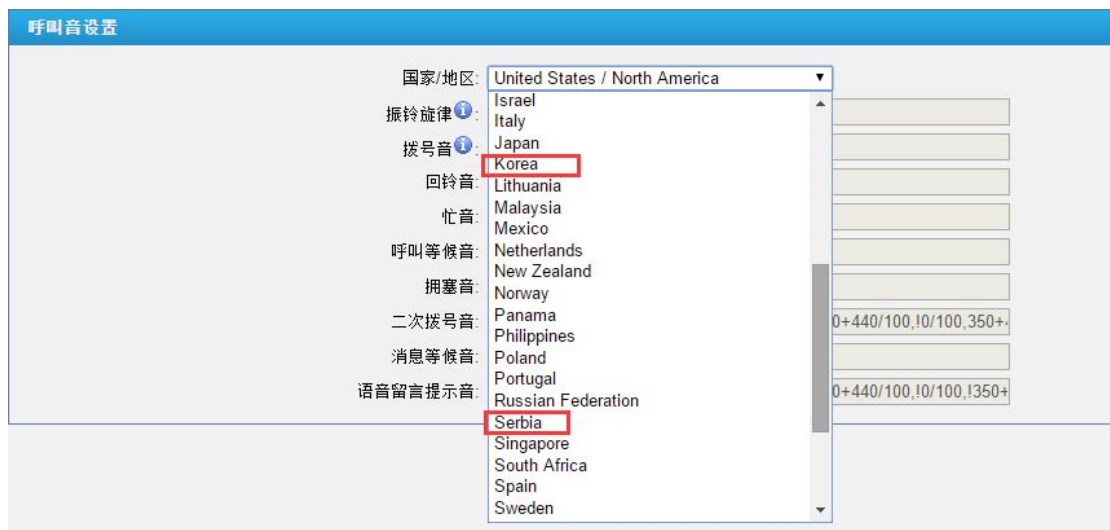 呼叫音设置
国家/地区: United States / North America
振铃旋律:
拨号音:
回铃音:
忙音:
呼叫等候音:
拥塞音:
二次拨号音:
消息等候音:
语音留言提示音:
Israel
Italy
Japan
Korea
Lithuania
Malaysia
Mexico
Netherlands
New Zealand
Norway
Panama
Philippines
Poland
Portugal
Russian Federation
Serbia
Singapore
South Africa
Spain
Sweden
0+440/100,!0/100,350+
0+440/100,!0/100,!350+